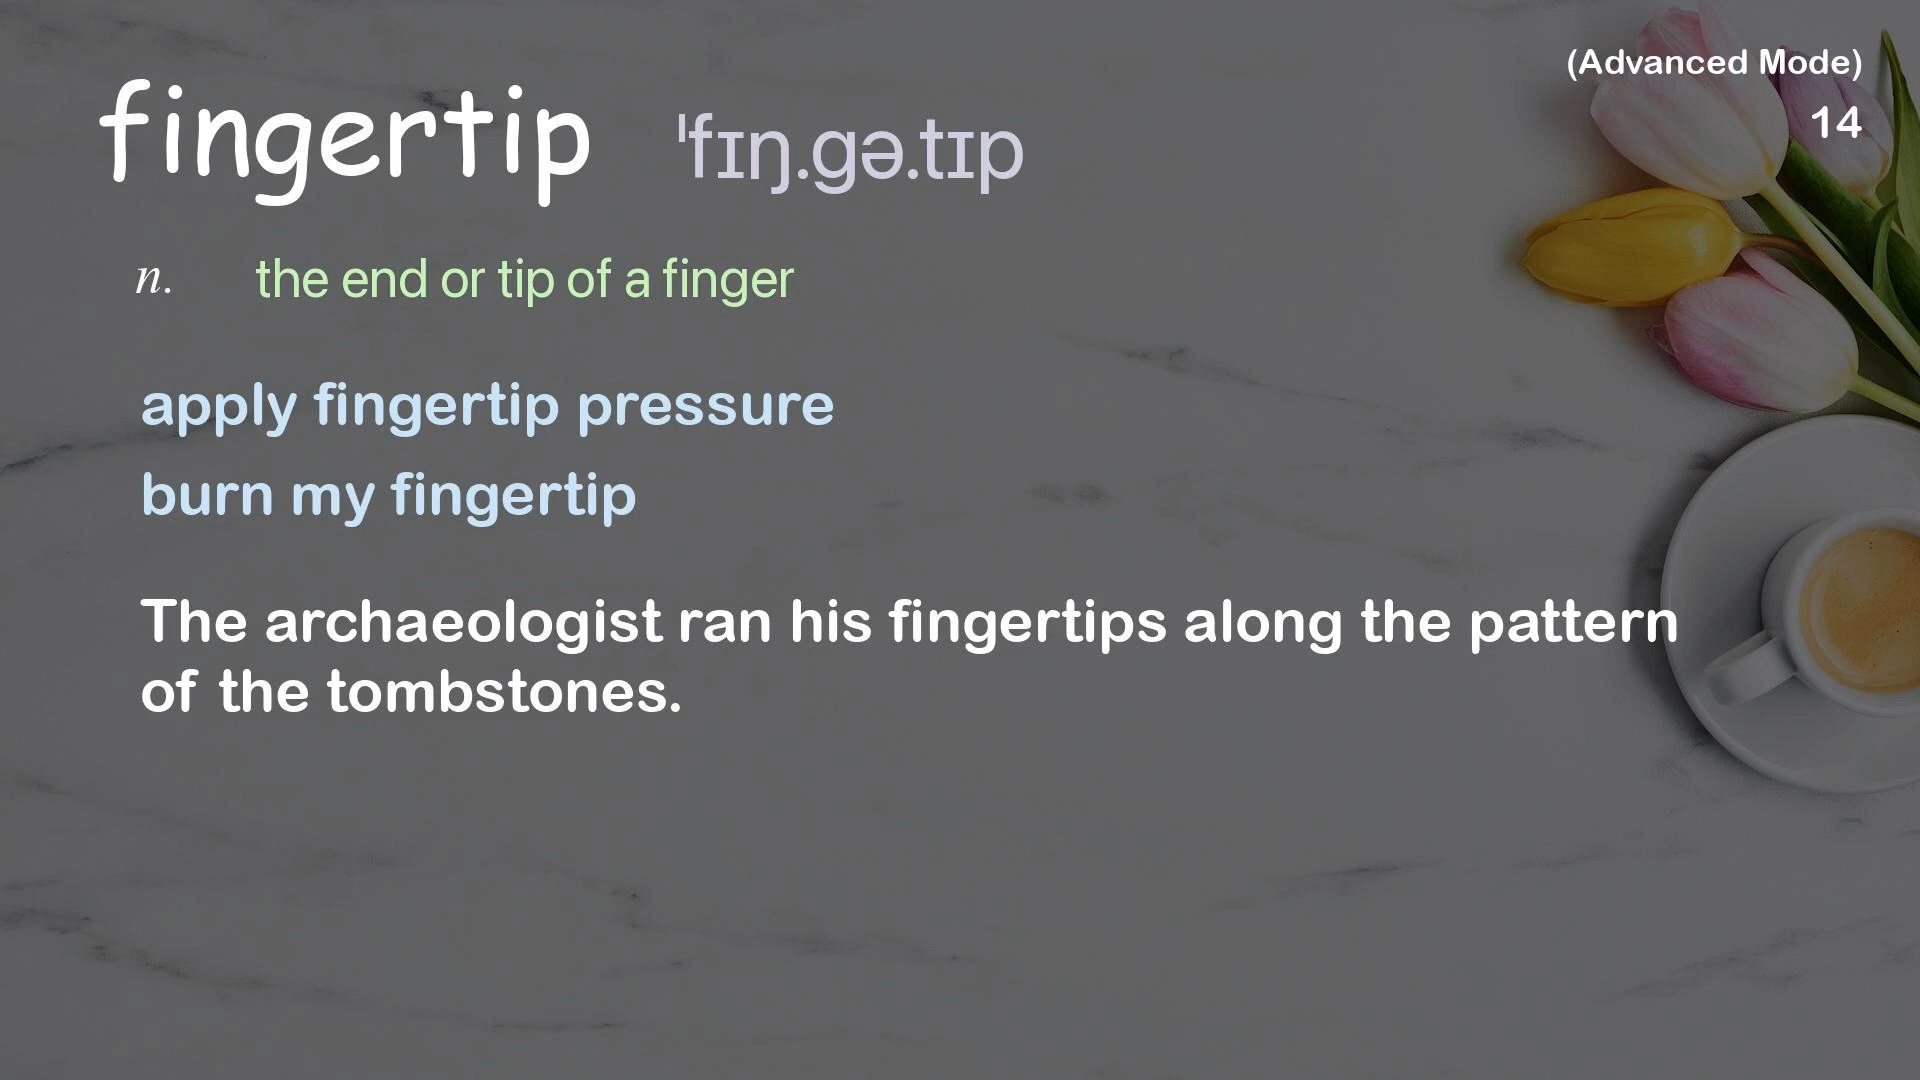 (Advanced Mode)
14
fingertip ˈfɪŋ.gə.tɪp
n. the end or tip of a finger
apply fingertip pressure
burn my fingertip
The archaeologist ran his fingertips along the pattern
of the tombstones.